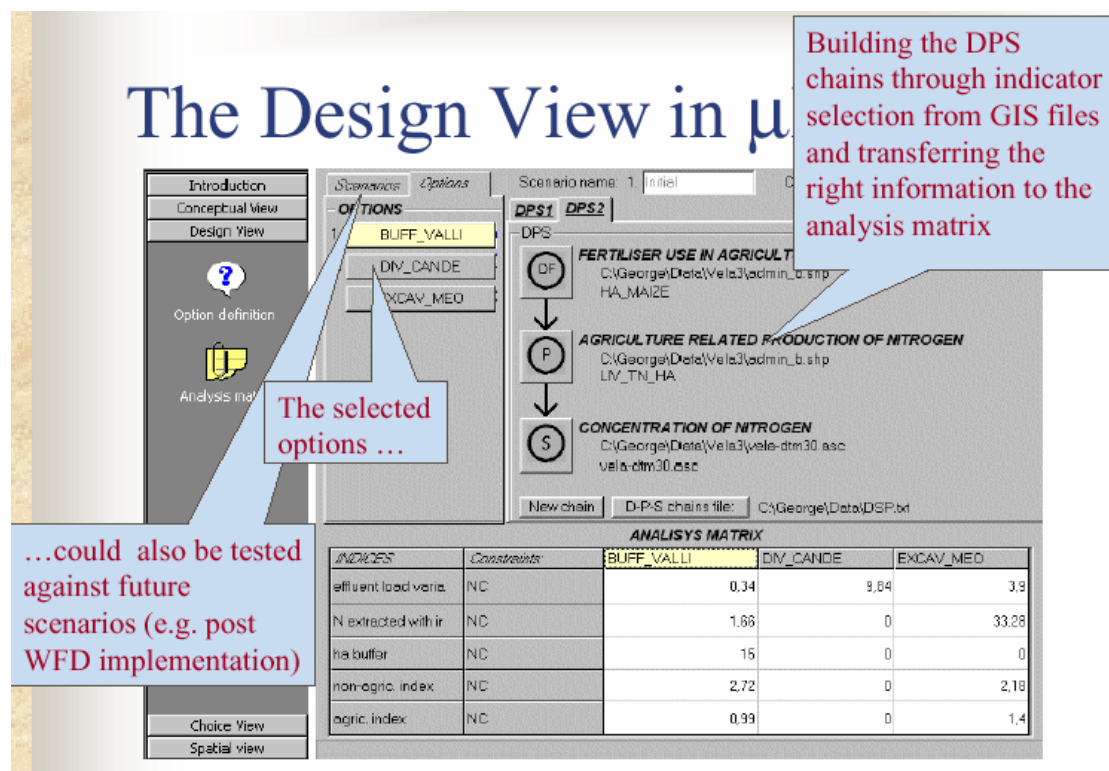 The Design View in µ
Building the DPS
chains through indicator
selection from GIS files
and transferring the
right information to the
analysis matrix
Introduction
Conceptual View
Design View
Option definition
Analysis
Choice View
Spatial view
Scenarios Options
OPTIONS
1
BUFF_VALLI
DIV_CANDE
EXCAV_MEO
The selected
options …
…could also be tested
against future
scenarios (e.g. post
WFD implementation)
Scenario name: 1. Initial
DPS1 DPS2
DPS
DF
FERTILISER USE IN
C:\George\Data\Vela3\admin_b.shp
HA_MAIZE
P
AGRICULTURE RELATED PRODUCTION OF NITROGEN
C:\George\Data\Vela3\admin_b.shp
LIV_TN_HA
S
CONCENTRATION OF NITROGEN
C:\George\Data\Vela3\vela-dtm30.asc
vela-dtm30.asc
New chain D-P-S chains file: C:\George\Data\DSP.txt
ANALISYS MATRIX
INDICES Constraints: BUFF_VALLI DIV_CANDE EXCAV_MEO
effluent load varia NC 0,34 9,84 3,9
N extracted with ir NC 1,66 0 33,28
ha buffer NC 15 0 0
non-agric. index NC 2,72 0 2,18
agric. index NC 0,99 0 1,4